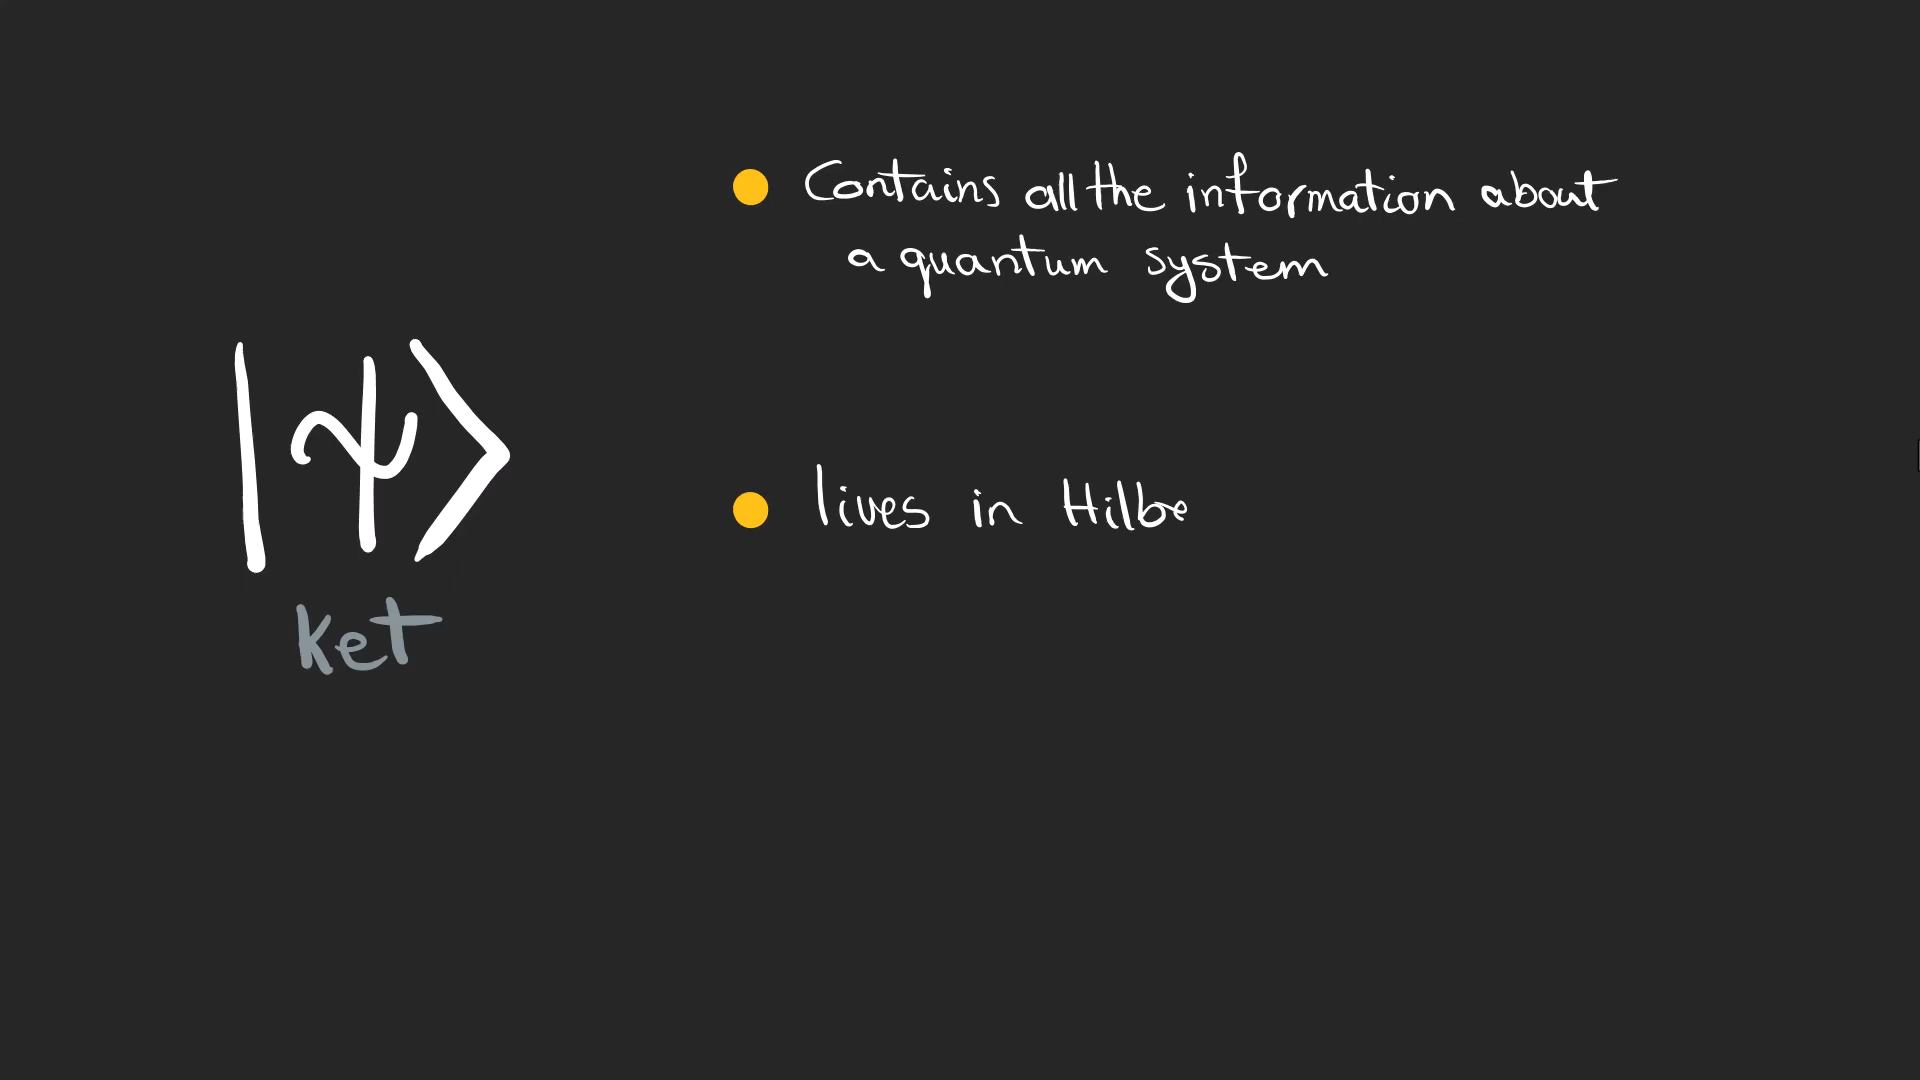 Contains all the information about
a quantum system
|ψ⟩
lives in Hilbe
ket